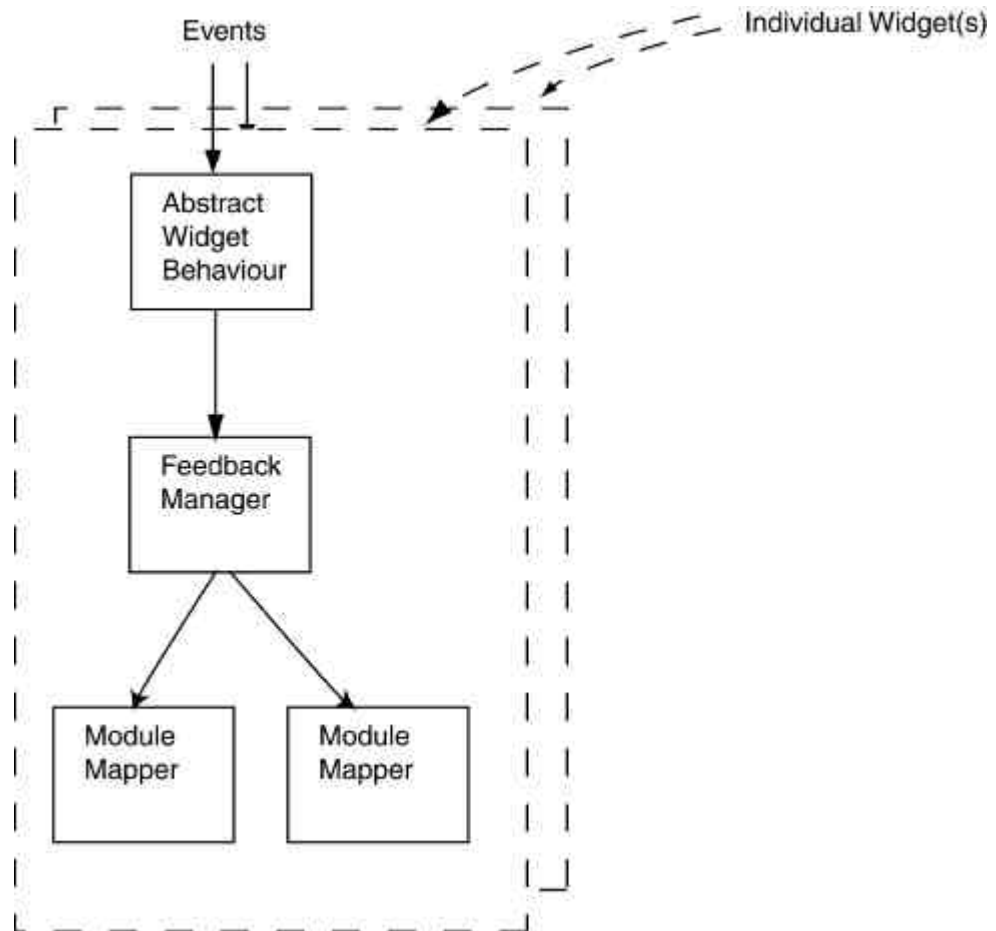 Events
Individual Widget(s)
Abstract
Widget
Behaviour
Feedback
Manager
Module
Mapper
Module
Mapper